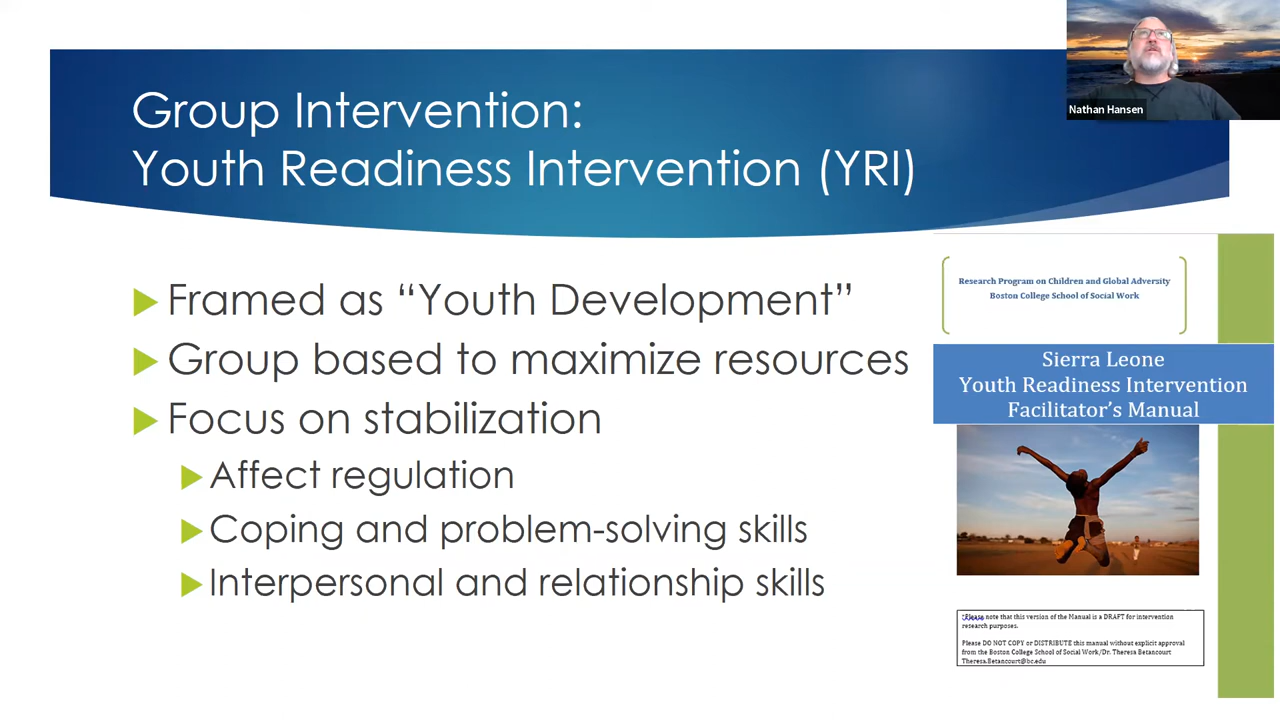 Group Intervention:
Youth Readiness Intervention (YRI)
Nathan Hansen
Framed as “Youth Development”
Group based to maximize resources
Focus on stabilization
Affect regulation
Coping and problem-solving skills
Interpersonal and relationship skills
Research Program on Children and Global Adversity
Boston College School of Social Work
Sierra Leone
Youth Readiness Intervention
Facilitator’s Manual
*Please note that this version of the Manual is a DRAFT for intervention
research purposes.
Please DO NOT COPY or DISTRIBUTE this manual without explicit approval
from the Boston College School of Social Work/Dr. Theresa Betancourt
Theresa.Betancourt@bc.edu